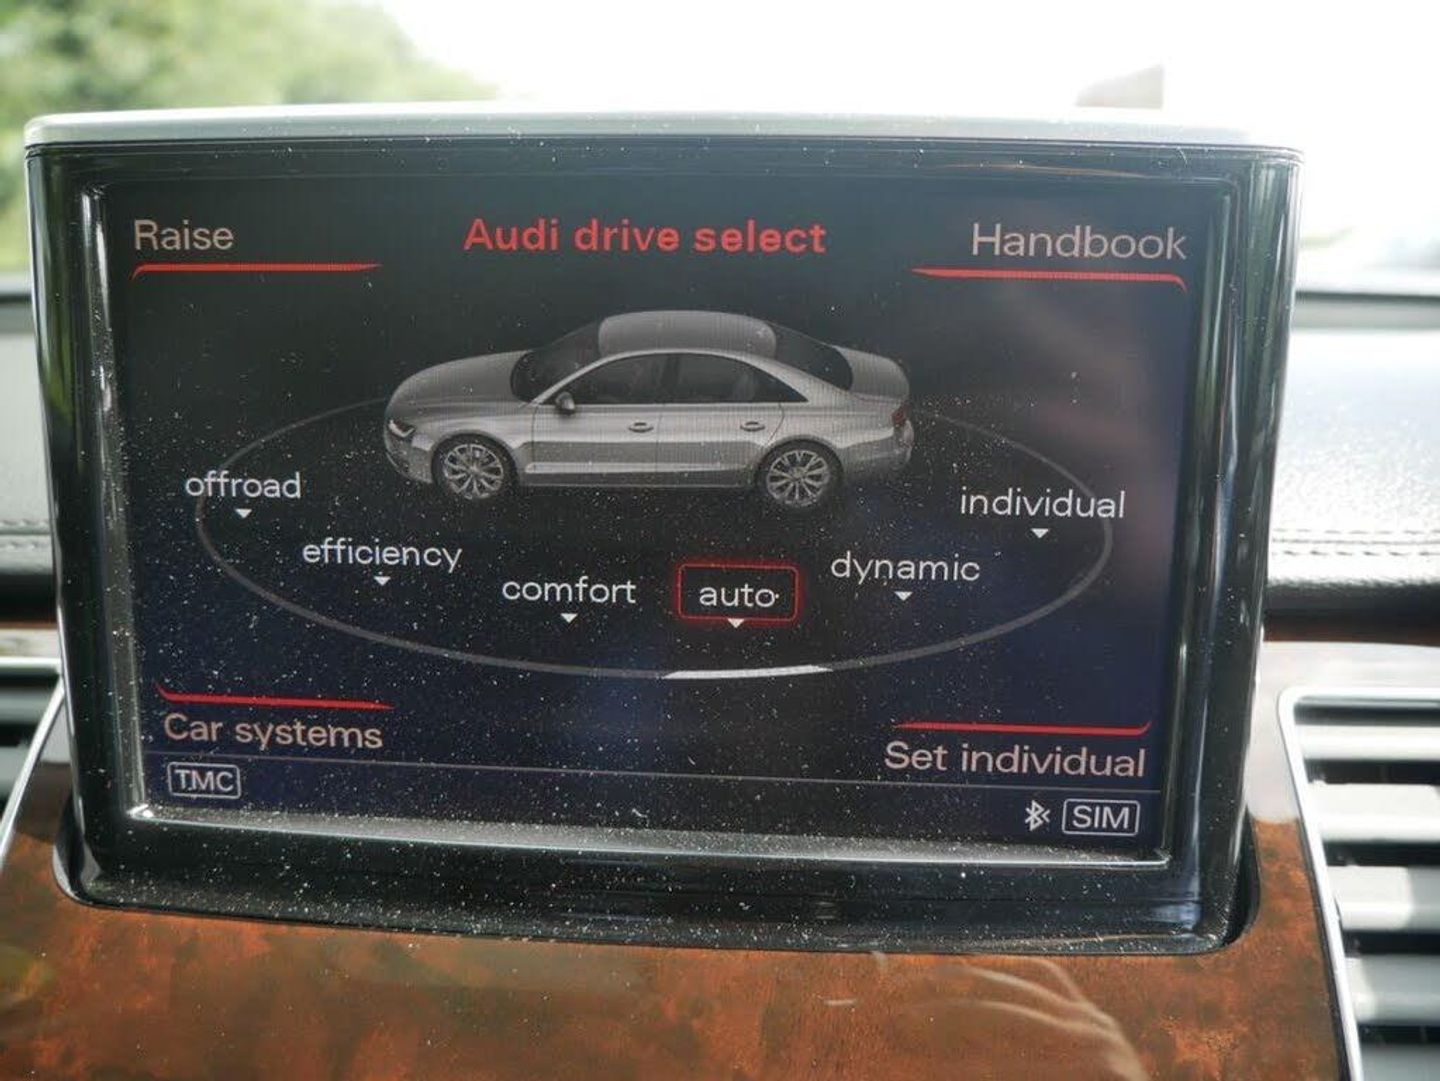 Raise
Audi drive select
Handbook
offroad
individual
efficiency
dynamic
comfort
auto
Car systems
Set individual
TMC
SIM